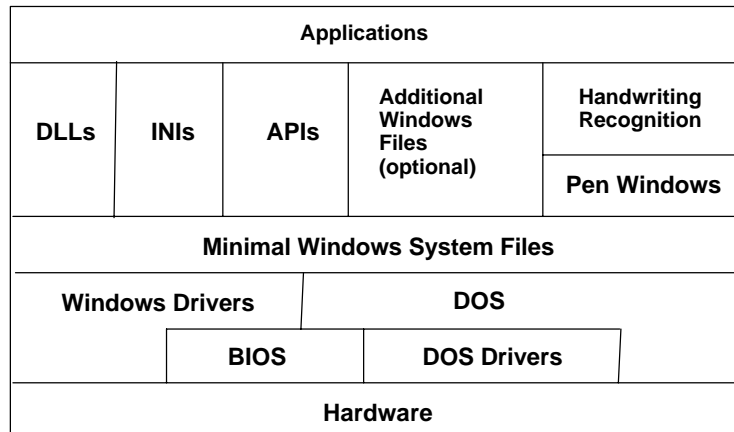 Applications
DLLs
INIs
APIs
Additional
Windows
Files
(optional)
Handwriting
Recognition
Pen Windows
Minimal Windows System Files
Windows Drivers
DOS
BIOS
DOS Drivers
Hardware